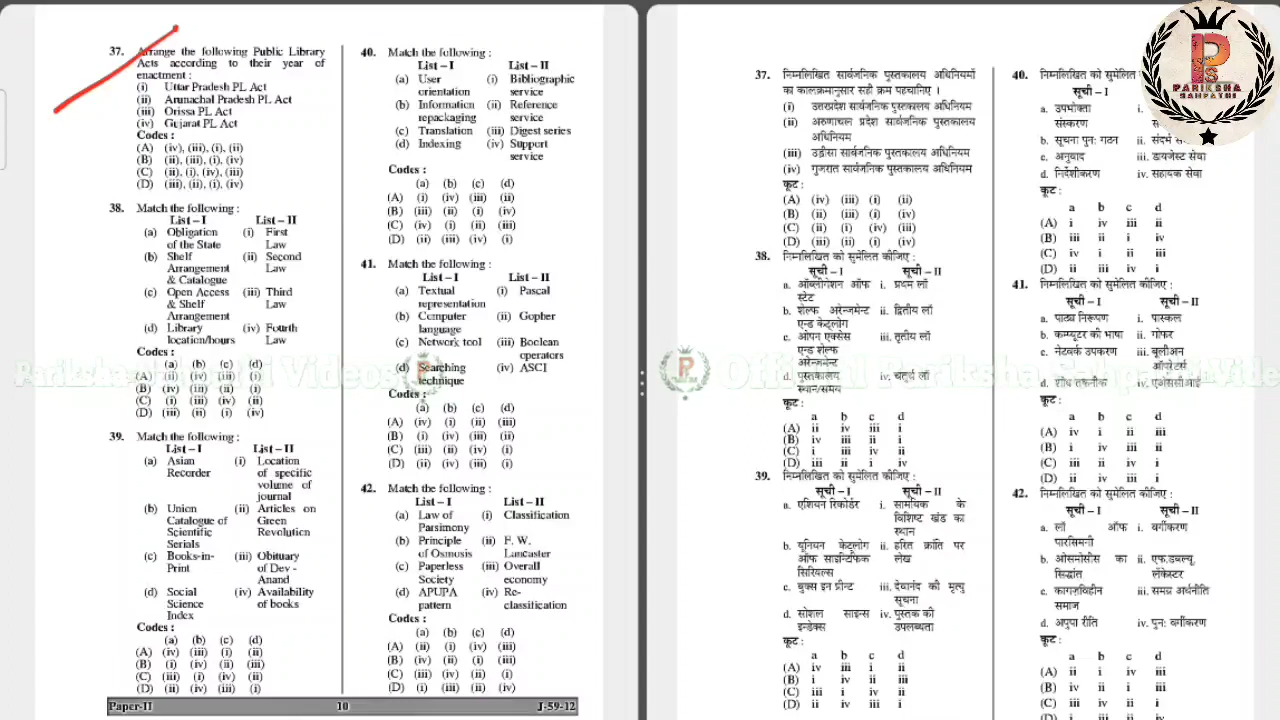 37. Arrange the following Public Library
Acts according to their year of
enactment :
(i) Uttar Pradesh PL Act
(ii) Arunachal Pradesh PL Act
(iii) Orissa PL Act
(iv) Gujarat PL Act
Codes :
(A) (iv), (iii), (i), (ii)
(B) (ii), (iii), (i), (iv)
(C) (ii), (i), (iv), (iii)
(D) (iii), (ii), (i), (iv)
38. Match the following :
List – I List – II
(a) Obligation (i) First
of the State Law
(b) Shelf (ii) Second
Arrangement Law
& Catalogue
(c) Open Access (iii) Third
& Shelf Law
Arrangement
(d) Library (iv) Fourth
location/hours Law
Codes :
(a) (b) (c) (d)
(A) (ii) (iv) (iii) (i)
(B) (iv) (iii) (ii) (i)
(C) (i) (iii) (iv) (ii)
(D) (iii) (ii) (i) (iv)
39. Match the following :
List – I List – II
(a) Asian (i) Location
Recorder of specific
volume of
journal
(b) Union (ii) Articles on
Catalogue of Green
Scientific Revolution
Serials
(c) Books-in- (iii) Obituary
Print of Dev -
Anand
(d) Social (iv) Availability
Science of books
Index
Codes :
(a) (b) (c) (d)
(A) (iv) (iii) (i) (ii)
(B) (i) (iv) (ii) (iii)
(C) (iii) (i) (iv) (ii)
(D) (ii) (iv) (iii) (i)
40. Match the following :
List – I List – II
(a) User (i) Bibliographic
orientation service
(b) Information (ii) Reference
repackaging service
(c) Translation (iii) Digest series
(d) Indexing (iv) Support
service
Codes :
(a) (b) (c) (d)
(A) (i) (iv) (iii) (ii)
(B) (iii) (ii) (i) (iv)
(C) (iv) (i) (ii) (iii)
(D) (ii) (iii) (iv) (i)
41. Match the following :
List – I List – II
(a) Textual (i) Pascal
representation
(b) Computer (ii) Gopher
language
(c) Network tool (iii) Boolean
operators
(d) Searching (iv) ASCI
technique
Codes :
(a) (b) (c) (d)
(A) (iv) (i) (ii) (iii)
(B) (i) (iv) (iii) (ii)
(C) (iii) (ii) (iv) (i)
(D) (ii) (iv) (iii) (i)
42. Match the following :
List – I List – II
(a) Law of (i) Classification
Parsimony
(b) Principle (ii) F. W.
of Osmosis Lancaster
(c) Paperless (iii) Overall
Society economy
(d) APUPA (iv) Re-
pattern classification
Codes :
(a) (b) (c) (d)
(A) (ii) (i) (iv) (iii)
(B) (iv) (ii) (i) (iii)
(C) (iii) (iv) (ii) (i)
(D) (i) (iii) (ii) (iv)
Paper-II 10 J-59-12
37. निम्नलिखित सार्वजनिक पुस्तकालय अधिनियमों
का कालक्रमानुसार सही क्रम पहचानिए ।
(i) उत्तरप्रदेश सार्वजनिक पुस्तकालय अधिनियम
(ii) अरुणाचल प्रदेश सार्वजनिक पुस्तकालय
अधिनियम
(iii) उड़ीसा सार्वजनिक पुस्तकालय अधिनियम
(iv) गुजरात सार्वजनिक पुस्तकालय अधिनियम
कूट :
(A) (iv) (iii) (i) (ii)
(B) (ii) (iii) (i) (iv)
(C) (ii) (i) (iv) (iii)
(D) (iii) (ii) (i) (iv)
38. निम्नलिखित को सुमेलित कीजिए :
सूची -I सूची -II
a. ऑब्लीगेशन ऑफ i. प्रथम लॉ
स्टेट
b. शेल्फ अरेन्जमेन्ट ii. द्वितीय लॉ
एन्ड केट्लोग
c. ओपन एक्सेस iii. तृतीय लॉ
एन्ड शेल्फ
अरेन्जमेन्ट
d. पुस्तकालय iv. चतुर्थ लॉ
स्थान/समय
कूट :
a b c d
(A) ii iv iii i
(B) iv iii ii i
(C) i iii iv ii
(D) iii ii i iv
39. निम्नलिखित को सुमेलित कीजिए :
सूची -I सूची -II
a. एशियन रिकोर्डर i. सामयिक के
विशिष्ट खंड का
स्थान
b. यूनियन केट्लोग ii. हरित क्रांति पर
ऑफ साइन्टिफिक लेख
सिरियल्स
c. बुक्स इन प्रीन्ट iii. देवानंद की मृत्यु
सूचना
d. सोशल साइन्स iv. पुस्तक की
इन्डेक्स उपलब्धता
कूट :
a b c d
(A) iv iii i ii
(B) i iv ii iii
(C) iii i iv ii
(D) ii iv iii i
40. निम्नलिखित को सुमेलित की
सूची -I
a. उपभोक्ता
संस्करण
b. सूचना पुन: गठन ii. संदर्भ से
c. अनुवाद iii. डायजेस्ट सेवा
d. निर्देशीकरण iv. सहायक सेवा
कूट :
a b c d
(A) i iv iii ii
(B) iii ii i iv
(C) iv i ii iii
(D) ii iii iv i
41. निम्नलिखित को सुमेलित कीजिए :
सूची -I सूची -II
a. पाठ्य निरूपण i. पास्कल
b. कम्प्यूटर की भाषा ii. गोफर
c. नेटवर्क उपकरण iii. बूलीअन
ऑपरेटर्स
d. शोध तकनीक iv. एओससीआई
कूट :
a b c d
(A) iv i ii iii
(B) i iv iii ii
(C) iii ii iv i
(D) ii iv iii i
42. निम्नलिखित को सुमेलित कीजिए :
सूची -I सूची -II
a. लॉ ऑफ i. वर्गीकरण
पारसिमनी
b. ओसमोसीस का ii. एफ.डबल्यु.
सिद्धांत लेंकेस्टर
c. कागज़विहीन iii. समग्र अर्थनीति
समाज
d. अपुपा रीति iv. पुन: वर्गीकरण
कूट :
a b c d
(A) ii i iv iii
(B) iv ii i iii
(C) iii iv ii i
PS
PARIKSHA
SAMPATHI